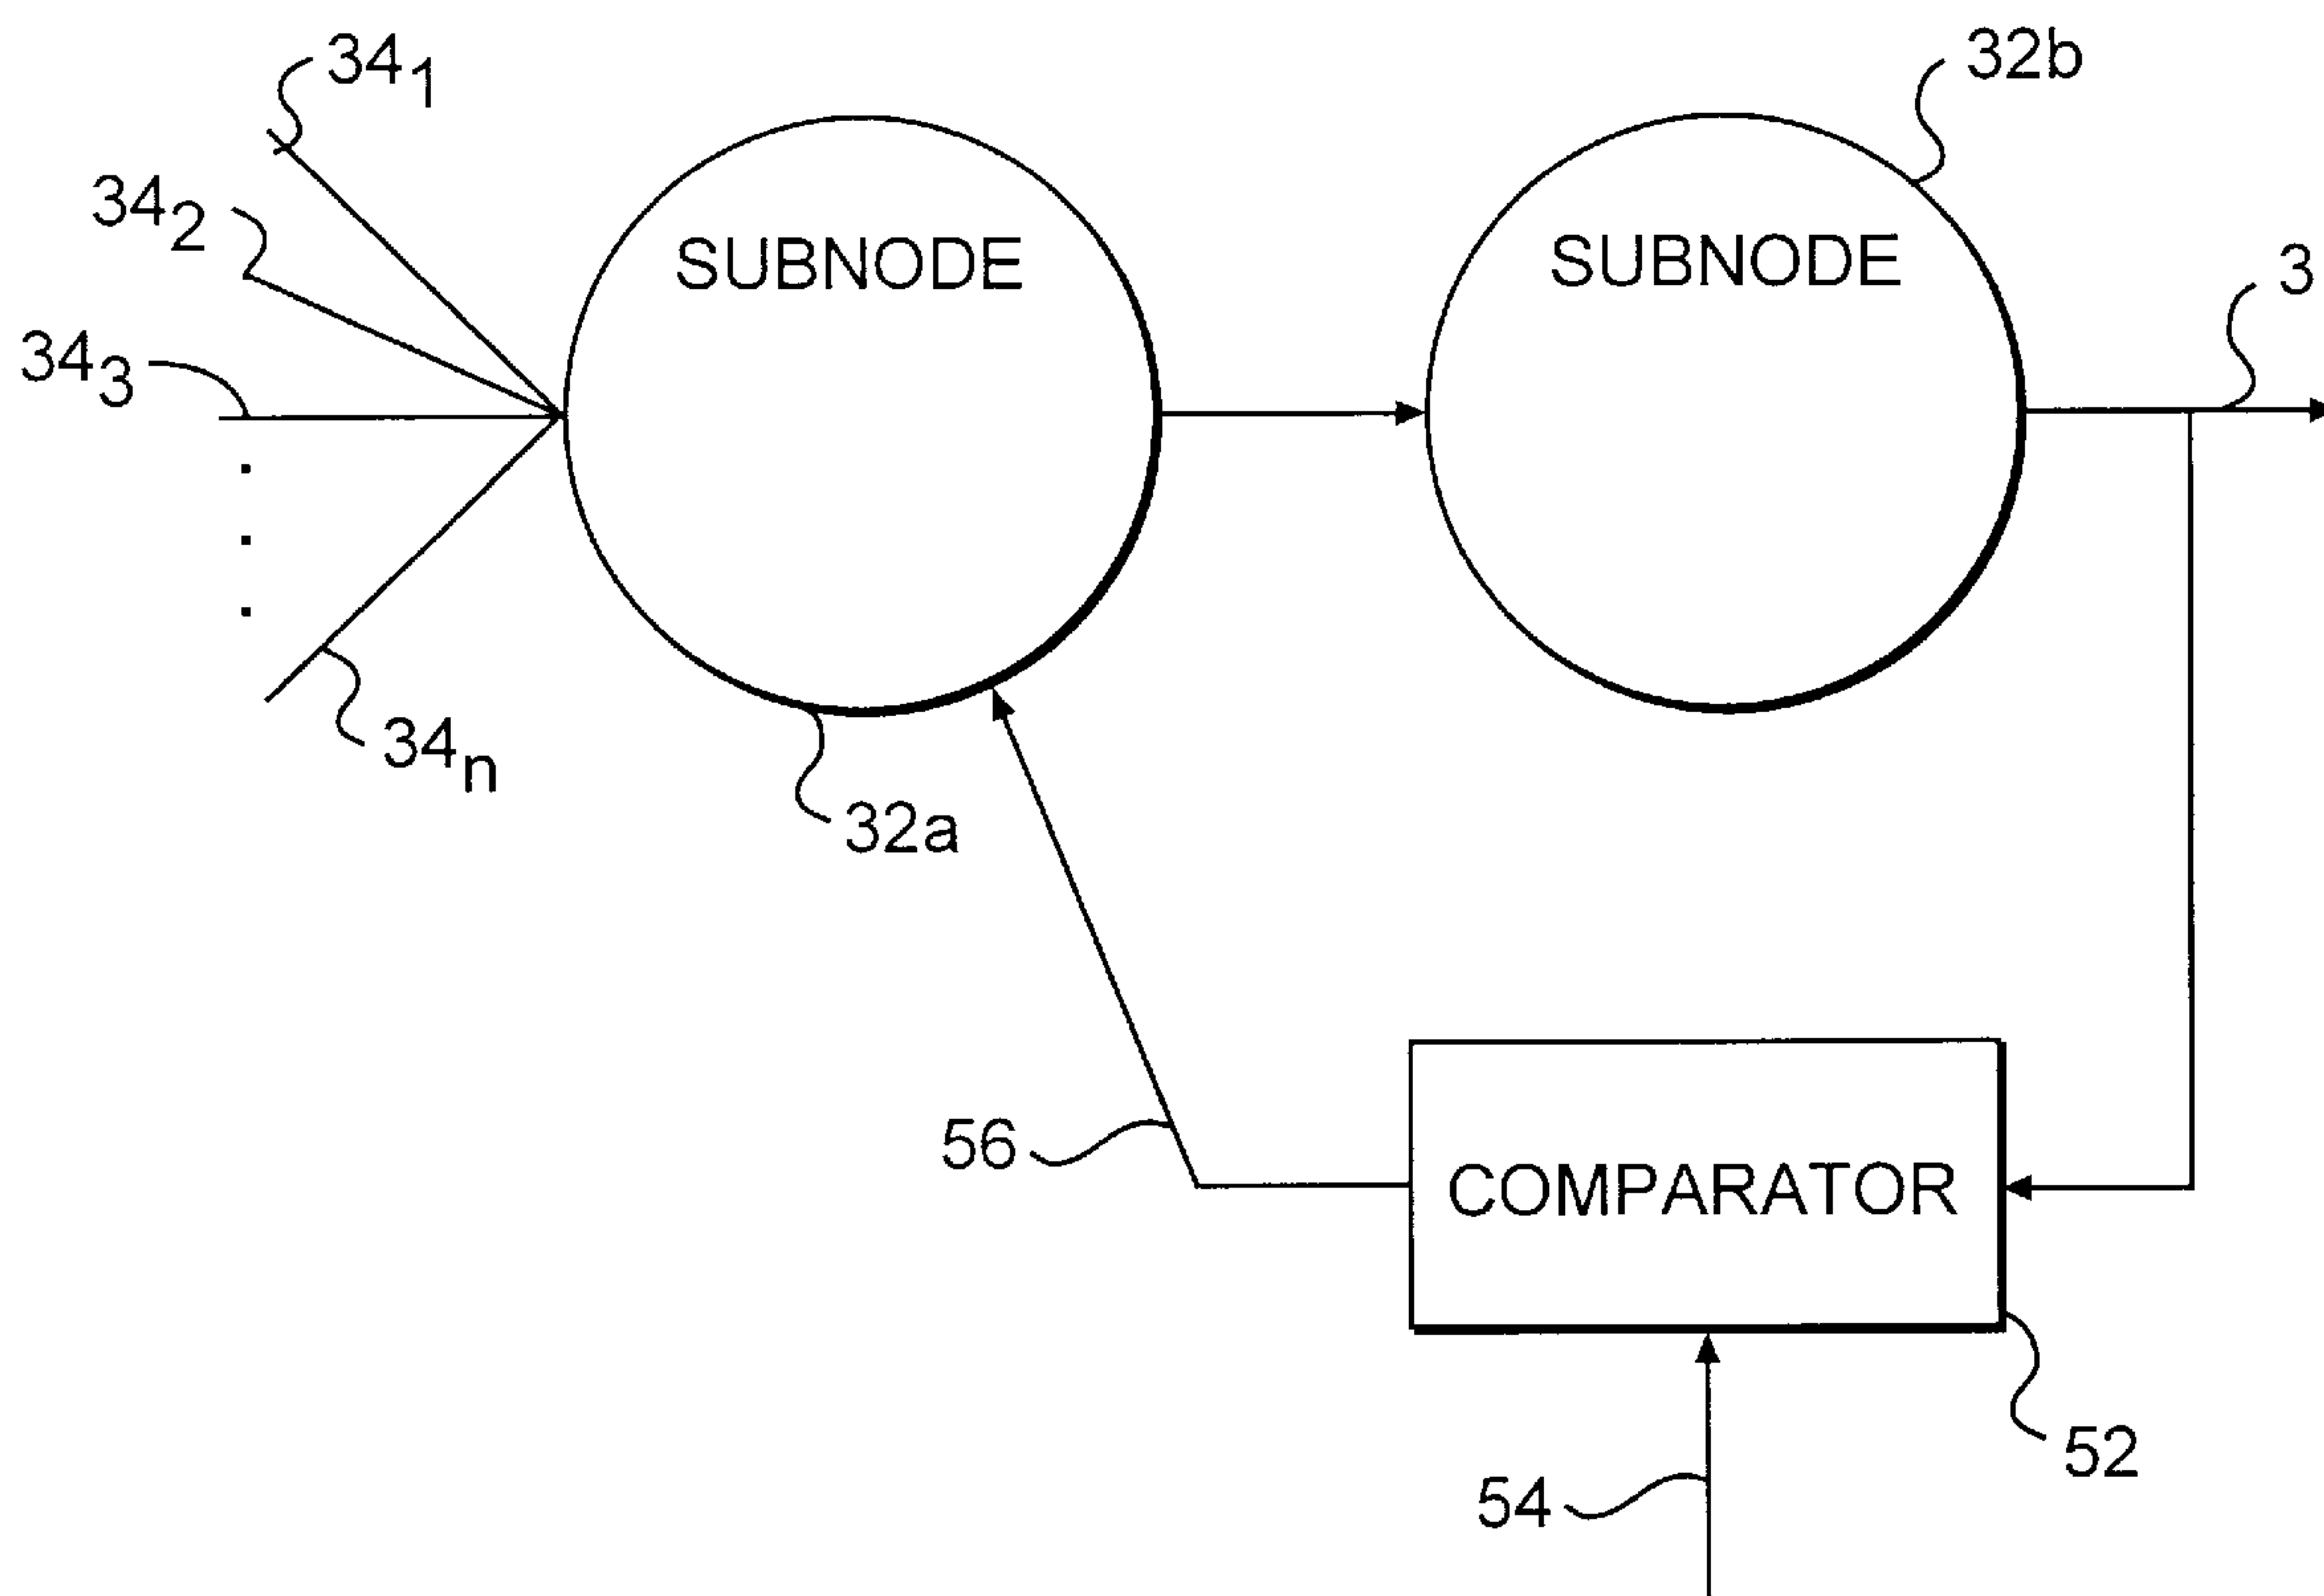 34₁
32b
34₂
SUBNODE
SUBNODE
3
34₃
34ₙ
32a
56
COMPARATOR
52
54